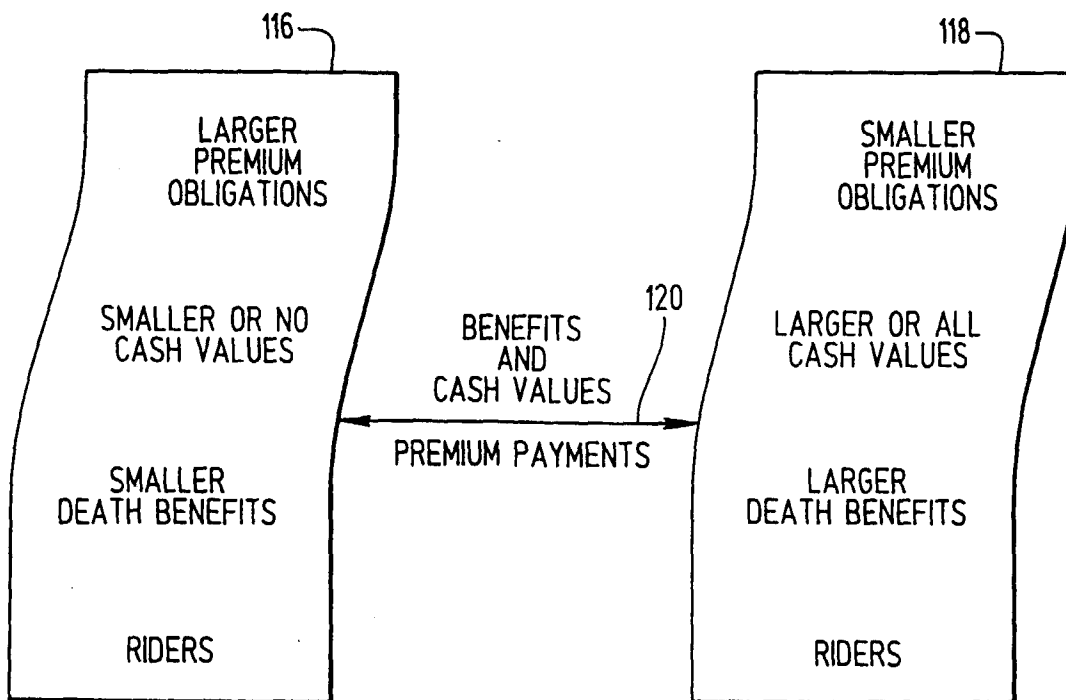 116
LARGER
PREMIUM
OBLIGATIONS
SMALLER OR NO
CASH VALUES
SMALLER
DEATH BENEFITS
RIDERS
120
BENEFITS
AND
CASH VALUES
PREMIUM PAYMENTS
118
SMALLER
PREMIUM
OBLIGATIONS
LARGER OR ALL
CASH VALUES
LARGER
DEATH BENEFITS
RIDERS